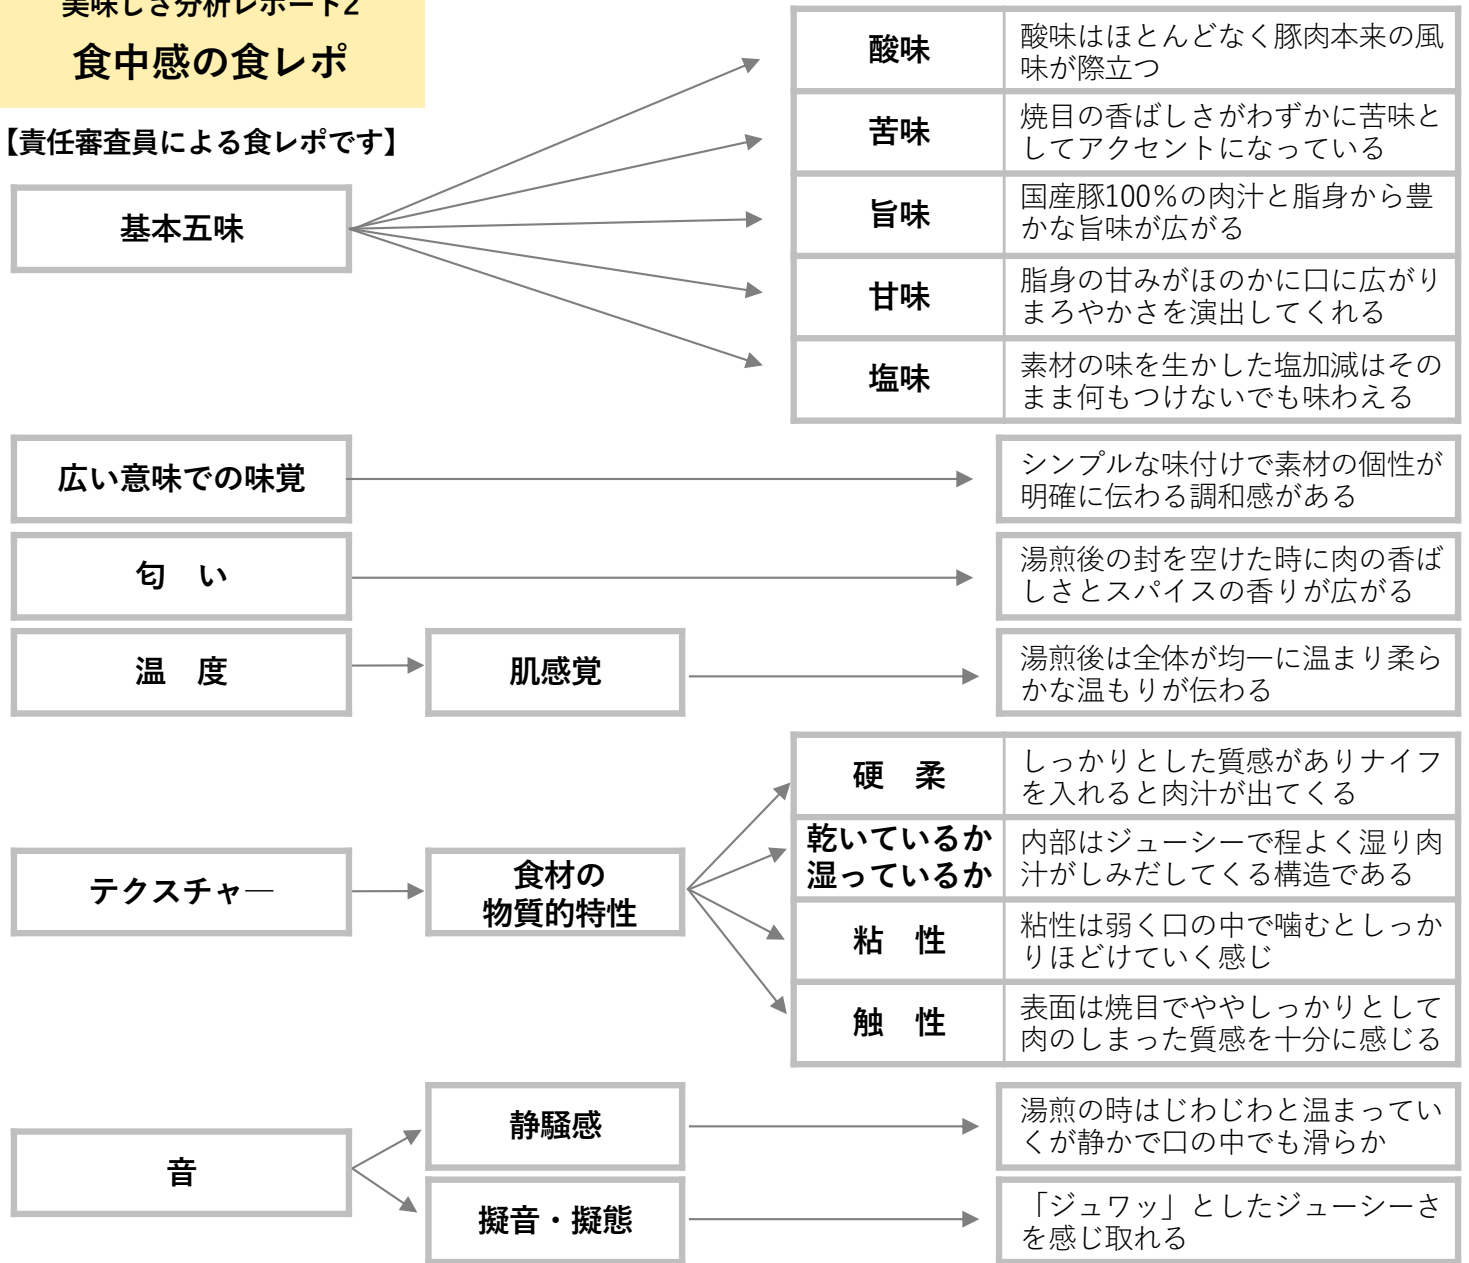 美味しさ分析レポート2
食中感の食レポ
【責任審査員による食レポです】
基本五味
酸味
酸味はほとんどなく豚肉本来の風
味が際立つ
苦味
焼目の香ばしさがわずかに苦味と
してアクセントになっている
旨味
国産豚100%の肉汁と脂身から豊
かな旨味が広がる
甘味
脂身の甘みがほのかに口に広がり
まろやかさを演出してくれる
塩味
素材の味を生かした塩加減はその
まま何もつけないでも味わえる
広い意味での味覚
シンプルな味付けで素材の個性が
明確に伝わる調和感がある
匂　い
湯煎後の封を空けた時に肉の香ば
しさとスパイスの香りが広がる
温　度
肌感覚
湯煎後は全体が均一に温まり柔ら
かな温もりが伝わる
テクスチャ―
食材の
物質的特性
硬　柔
しっかりとした質感がありナイフ
を入れると肉汁が出てくる
乾いているか
湿っているか
内部はジューシーで程よく湿り肉
汁がしみだしてくる構造である
粘　性
粘性は弱く口の中で噛むとしっか
りほどけていく感じ
触　性
表面は焼目でややしっかりとして
肉のしまった質感を十分に感じる
音
静騒感
湯煎の時はじわじわと温まってい
くが静かで口の中でも滑らか
擬音・擬態
「ジュワッ」としたジューシーさ
を感じ取れる